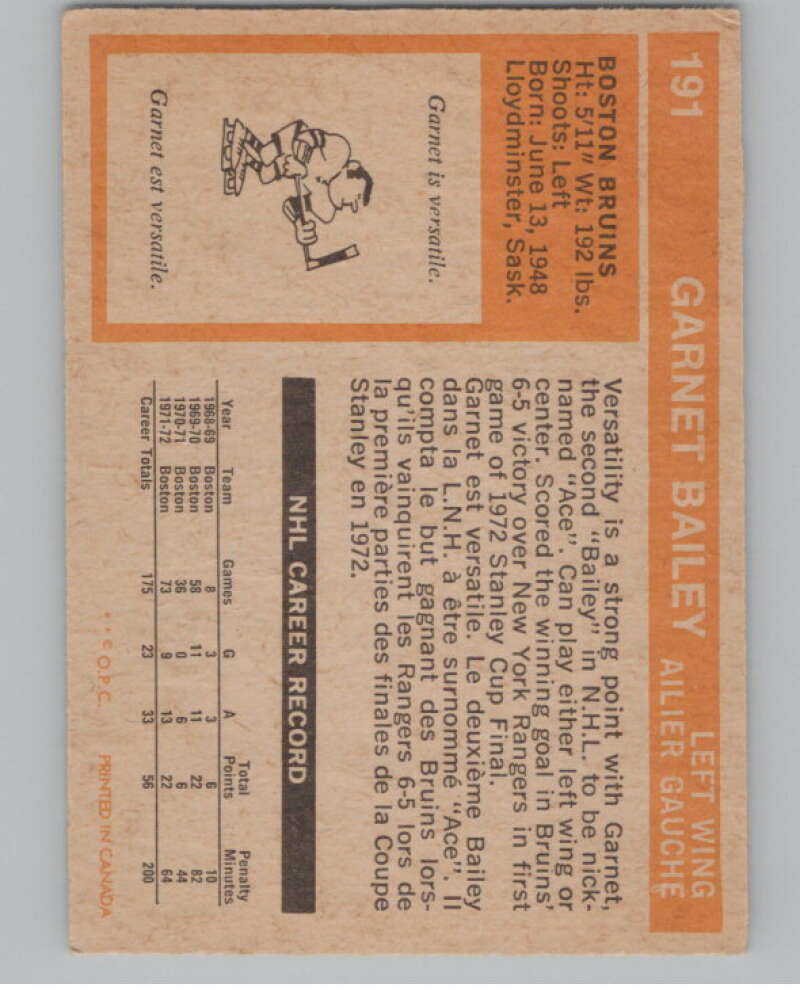 191
GARNET BAILEY
LEFT WING
AILIER GAUCHE
BOSTON BRUINS
Ht: 5/11" Wt: 192 lbs.
Shoots: Left
Born: June 13, 1948
Lloydminster, Sask.
Garnet is versatile.
Garnet est versatile.
Versatility is a strong point with Garnet,
the second "Bailey" in N.H.L. to be nick-
named "Ace". Can play either left wing or
center. Scored the winning goal in Bruins'
6-5 victory over New York Rangers in first
game of 1972 Stanley Cup Final.
Garnet est versatile. Le deuxième Bailey
dans la L.N.H. à être surnommé "Ace". Il
compta le but gagnant des Bruins lors-
qu'ils vainquirent les Rangers 6-5 lors de
la première parties des finales de la Coupe
Stanley en 1972.
NHL CAREER RECORD
Year Team Games G A Total Points Penalty Minutes
1968-69 Boston 8 3 3 6 10
1969-70 Boston 58 11 11 22 82
1970-71 Boston 36 0 6 6 44
1971-72 Boston 73 9 13 22 64
Career Totals 175 23 33 56 200
**© O.P.C. PRINTED IN CANADA